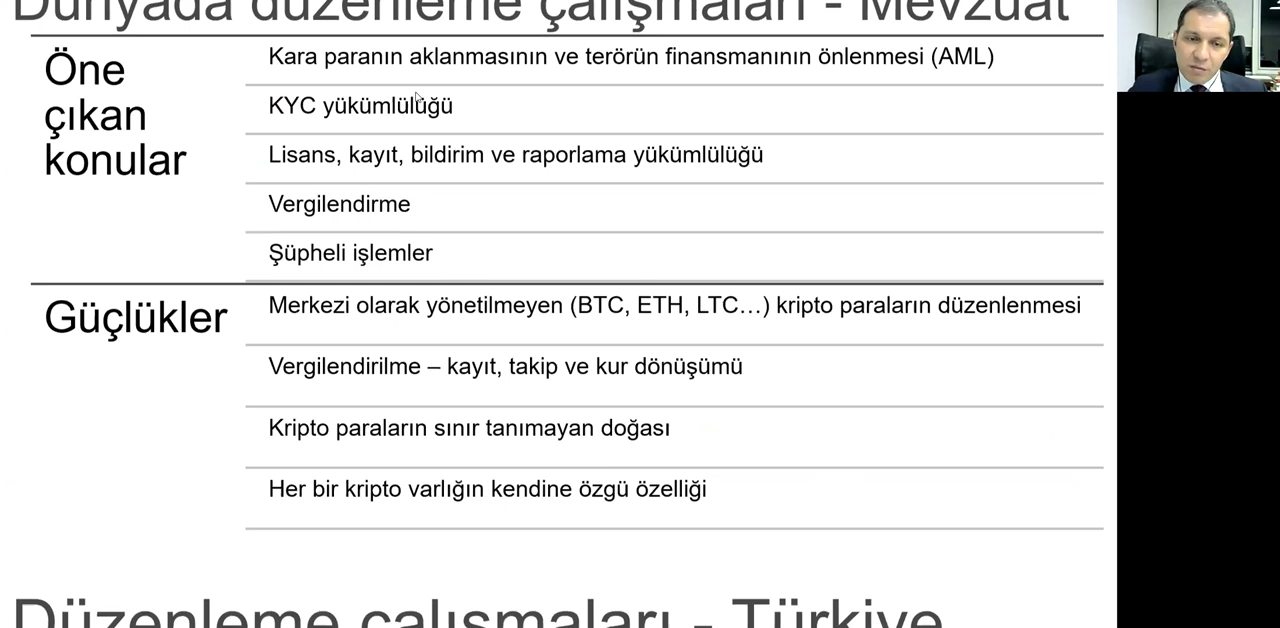 Dünyada düzenleme çalışmaları - Mevzuat
Öne
çıkan
konular
Kara paranın aklanmasının ve terörün finansmanının önlenmesi (AML)
KYC yükümlülüğü
Lisans, kayıt, bildirim ve raporlama yükümlülüğü
Vergilendirme
Şüpheli işlemler
Güçlükler
Merkezi olarak yönetilmeyen (BTC, ETH, LTC…) kripto paraların düzenlenmesi
Vergilendirilme – kayıt, takip ve kur dönüşümü
Kripto paraların sınır tanımayan doğası
Her bir kripto varlığın kendine özgü özelliği
Düzenleme çalışmaları - Türkiye